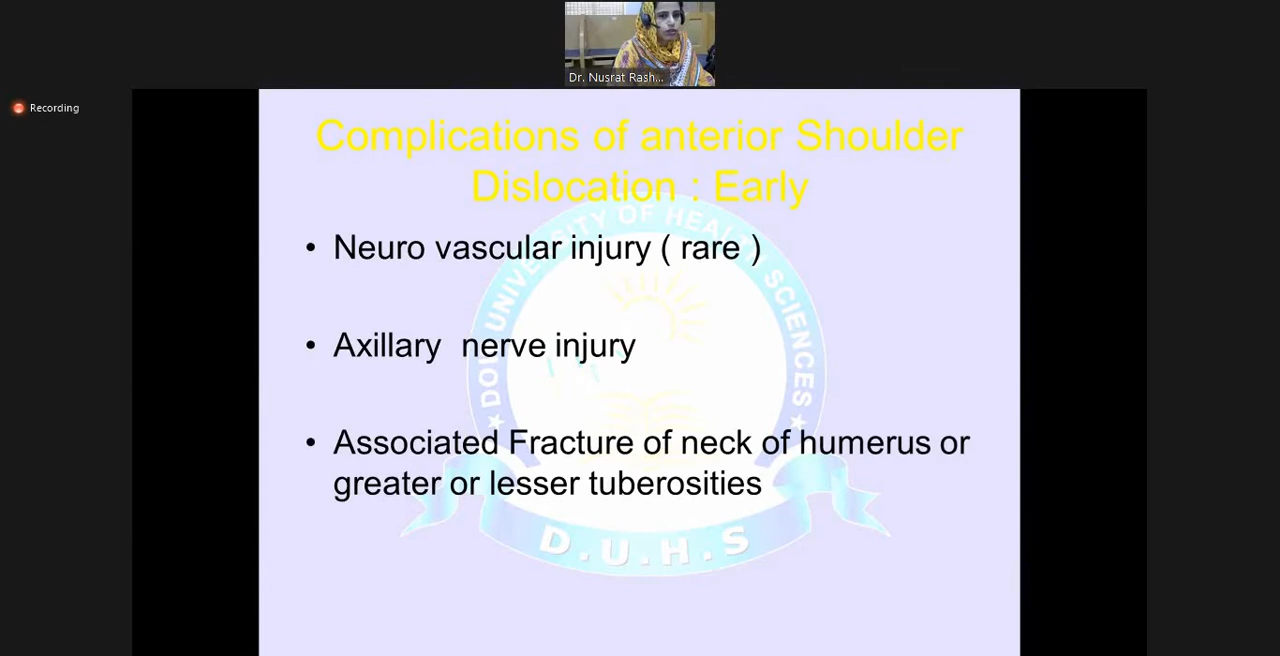 Dr. Nusrat Rash...
Recording
Complications of anterior Shoulder
Dislocation : Early
• Neuro vascular injury ( rare )
• Axillary nerve injury
• Associated Fracture of neck of humerus or
greater or lesser tuberosities
DOW UNIVERSITY OF HEALTH SCIENCES
D.U.H.S